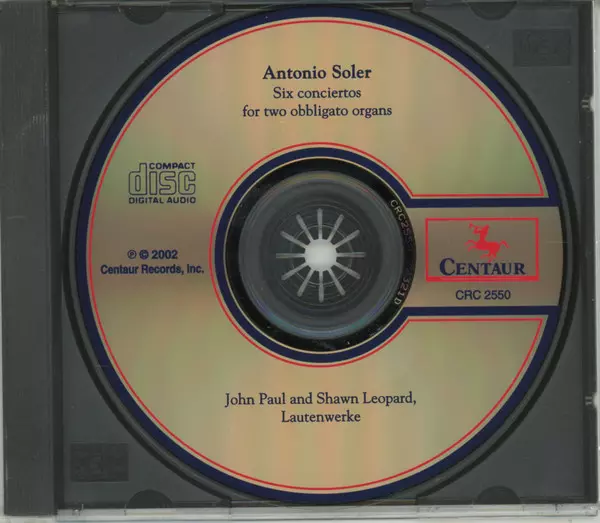 Antonio Soler
Six conciertos
for two obbligato organs
COMPACT
disc
DIGITAL AUDIO
℗ © 2002
Centaur Records, Inc.
CENTAUR
CRC 2550
John Paul and Shawn Leopard,
Lautenwerke